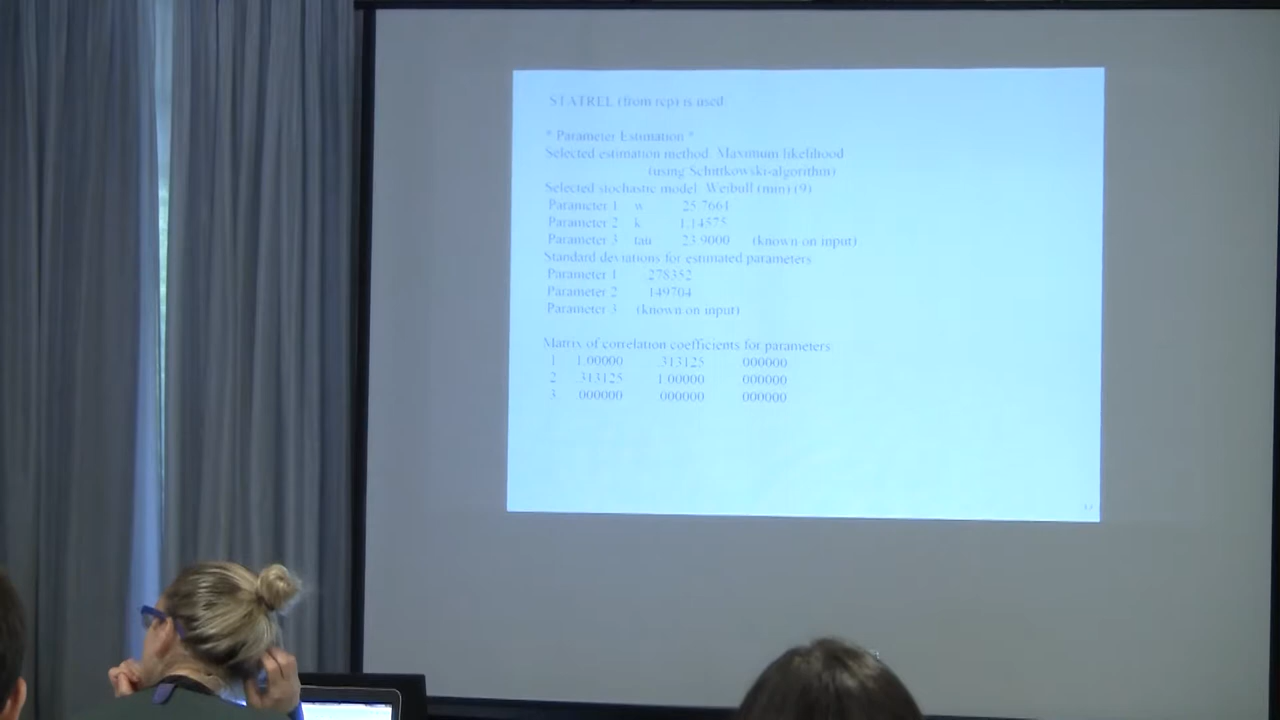 STATREL (from rcp) is used
* Parameter Estimation *
Selected estimation method. Maximum likelihood
(using Schittkowski-algorithm)
Selected stochastic model. Weibull (min) (9)
Parameter 1 w 25.7661
Parameter 2 k 1.14575
Parameter 3 tau 23.9000 (known on input)
Standard deviations for estimated parameters
Parameter 1 .278352
Parameter 2 .149704
Parameter 3 (known on input)
Matrix of correlation coefficients for parameters
1 1.00000 .313125 .000000
2 .313125 1.00000 .000000
3 .000000 .000000 .000000